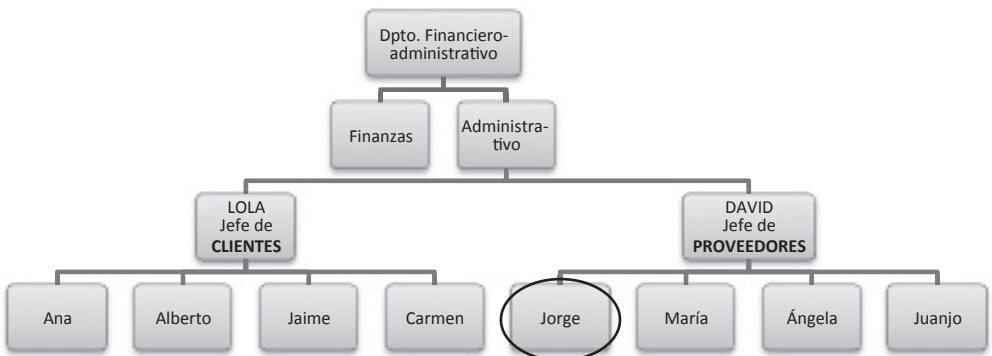 Dpto. Financiero-
administrativo
Finanzas
Administra-
tivo
LOLA
Jefe de
CLIENTES
DAVID
Jefe de
PROVEEDORES
Ana
Alberto
Jaime
Carmen
Jorge
María
Ángela
Juanjo